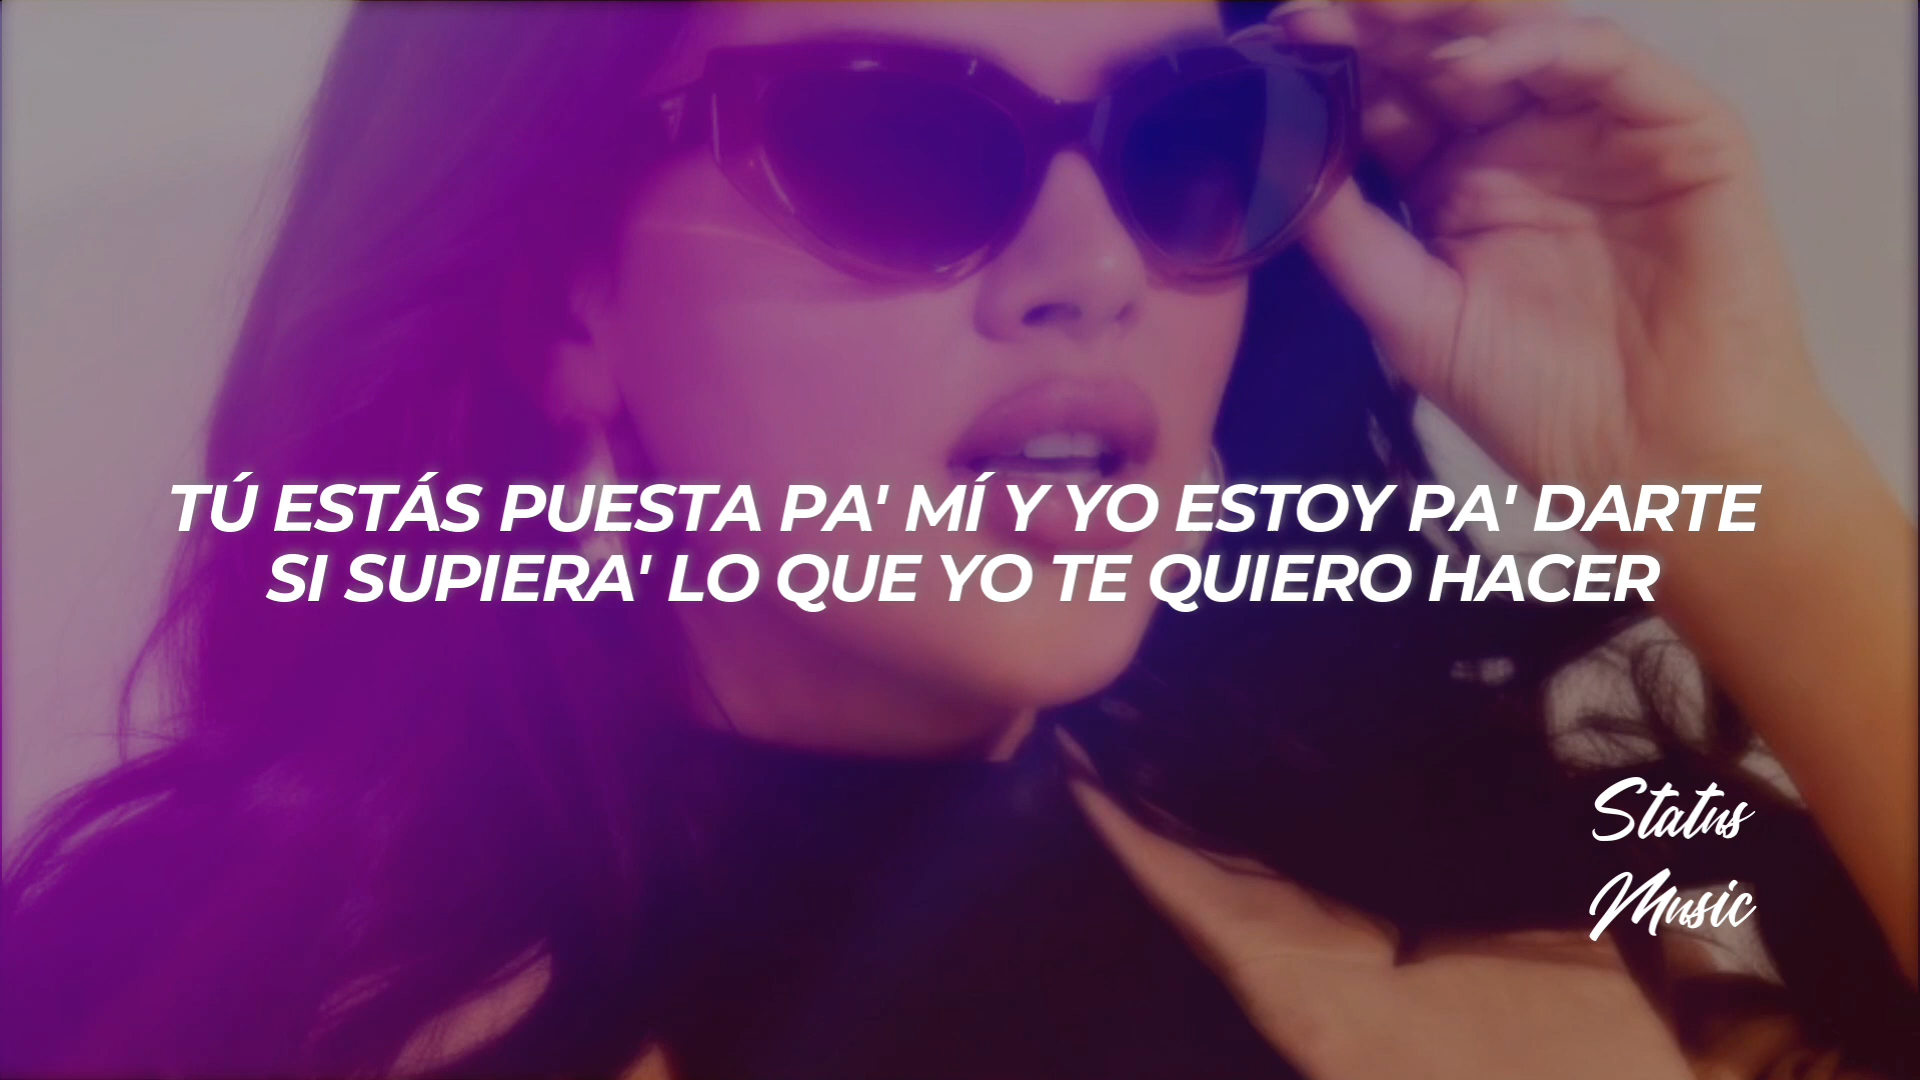 TÚ ESTÁS PUESTA PA' MÍ Y YO ESTOY PA' DARTE
SI SUPIERA' LO QUE YO TE QUIERO HACER
Status
Music